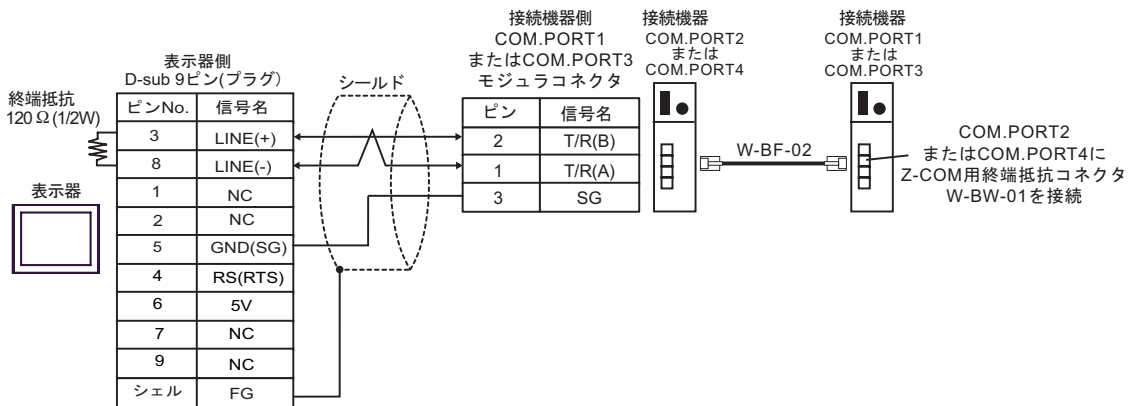 表示器側
D-sub 9ピン(プラグ)
終端抵抗
120Ω(1/2W)
表示器
ピンNo. 信号名
3 LINE(+)
8 LINE(-)
1 NC
2 NC
5 GND(SG)
4 RS(RTS)
6 5V
7 NC
9 NC
シェル FG
シールド
接続機器側
COM.PORT1
またはCOM.PORT3
モジュラコネクタ
ピン 信号名
2 T/R(B)
1 T/R(A)
3 SG
接続機器
COM.PORT2
または
COM.PORT4
W-BF-02
接続機器
COM.PORT1
または
COM.PORT3
COM.PORT2
またはCOM.PORT4に
Z-COM用終端抵抗コネクタ
W-BW-01を接続